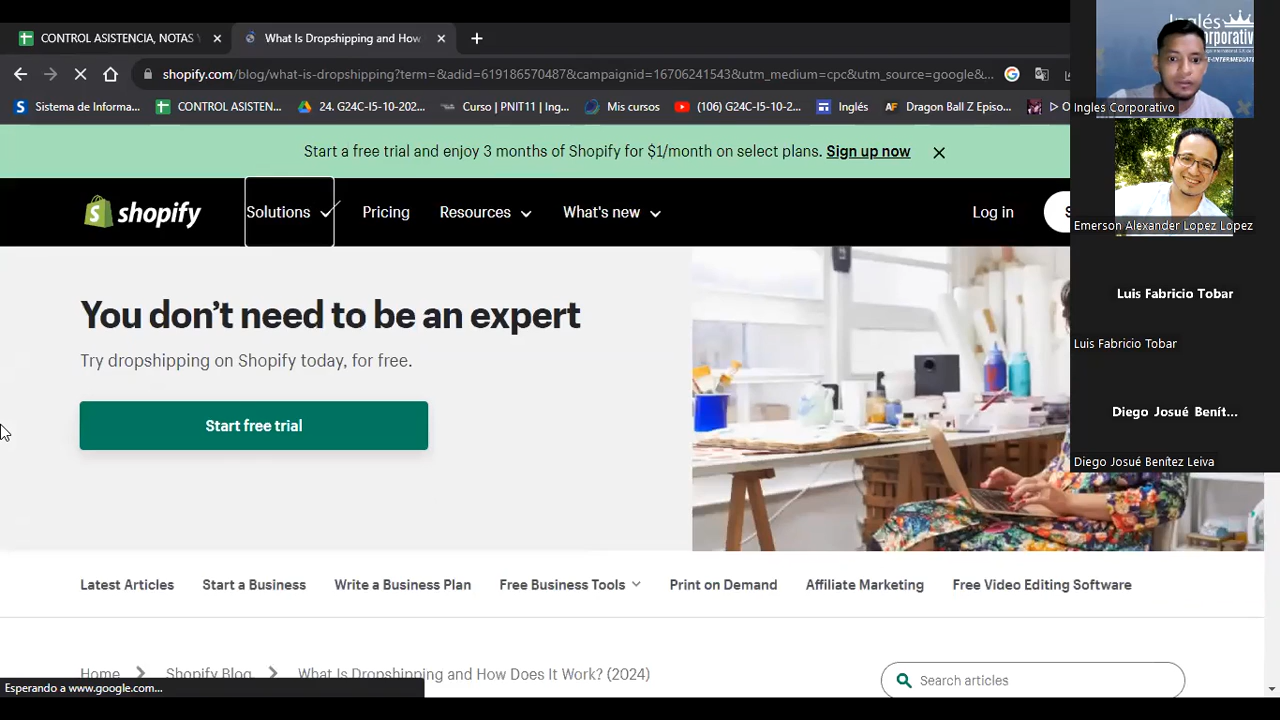 CONTROL ASISTENCIA, NOTAS Y
What Is Dropshipping and How
shopify.com/blog/what-is-dropshipping?term=&adid=619186570487&campaignid=16706241543&utm_medium=cpc&utm_source=google&...
Sistema de Informa...
CONTROL ASISTEN...
24. G24C-I5-10-202...
Curso | PNIT11 | Ing...
Mis cursos
(106) G24C-I5-10-2...
Inglés
Dragon Ball Z Episo...
Start a free trial and enjoy 3 months of Shopify for $1/month on select plans. Sign up now
shopify
Solutions
Pricing
Resources
What's new
Log in
You don’t need to be an expert
Try dropshipping on Shopify today, for free.
Start free trial
Latest Articles
Start a Business
Write a Business Plan
Free Business Tools
Print on Demand
Affiliate Marketing
Free Video Editing Software
Home
Shopify Blog
What Is Dropshipping and How Does It Work? (2024)
Search articles
Esperando a www.google.com...
Ingles Corporativo
Emerson Alexander Lopez Lopez
Luis Fabricio Tobar
Luis Fabricio Tobar
Diego Josué Benít...
Diego Josué Benítez Leiva